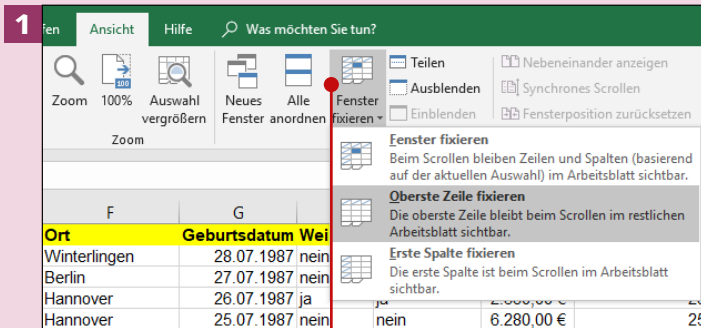 1
fen Ansicht Hilfe Was möchten Sie tun?
Zoom 100% Auswahl vergrößern Neues Fenster Alle anordnen Fenster fixieren
100
Teilen
Ausblenden
Einblenden
Nebeneinander anzeigen
Synchrones Scrollen
Fensterposition zurücksetzen
Zoom
Fenster fixieren
Beim Scrollen bleiben Zeilen und Spalten (basierend
auf der aktuellen Auswahl) im Arbeitsblatt sichtbar.
Oberste Zeile fixieren
Die oberste Zeile bleibt beim Scrollen im restlichen
Arbeitsblatt sichtbar.
Erste Spalte fixieren
Die erste Spalte ist beim Scrollen im Arbeitsblatt
sichtbar.
F G
Ort Geburtsdatum Wei
Winterlingen 28.07.1987 nein
Berlin 27.07.1987 nein
Hannover 26.07.1987 ja
Hannover 25.07.1987 nein nein 6.280,00 € 25